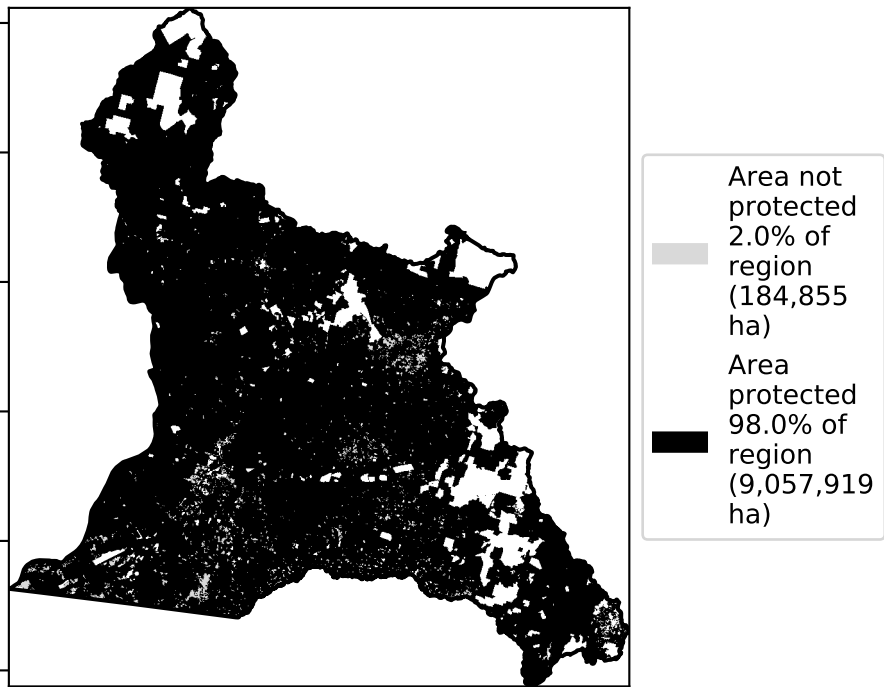 Area not
protected
2.0% of
region
(184,855
ha)
Area
protected
98.0% of
region
(9,057,919
ha)